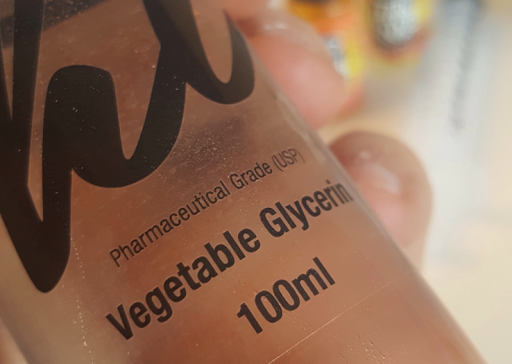 Pharmaceutical Grade (USP)
Vegetable Glycerin
100ml